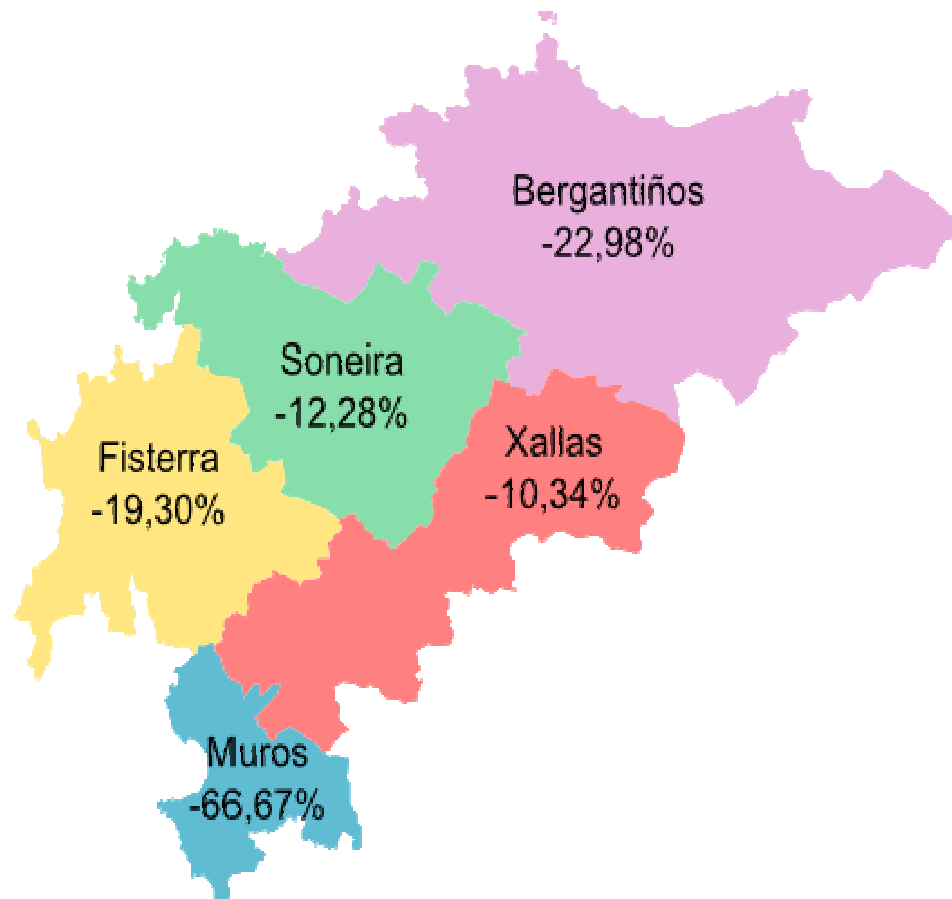 Bergantiños
-22,98%
Soneira
-12,28%
Xallas
-10,34%
Fisterra
-19,30%
Muros
-66,67%